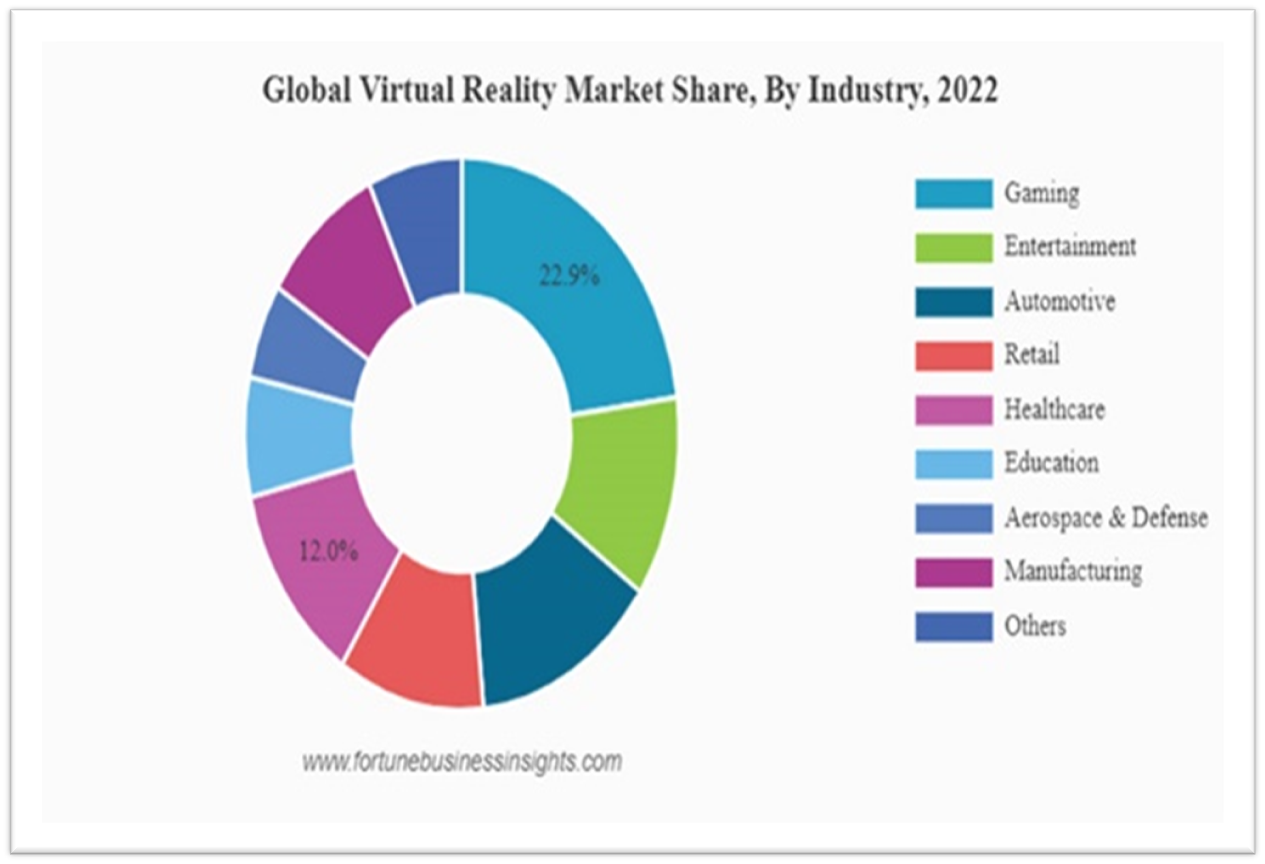 Global Virtual Reality Market Share, By Industry, 2022
22.9%
12.0%
Gaming
Entertainment
Automotive
Retail
Healthcare
Education
Aerospace & Defense
Manufacturing
Others
www.fortunebusinessinsights.com